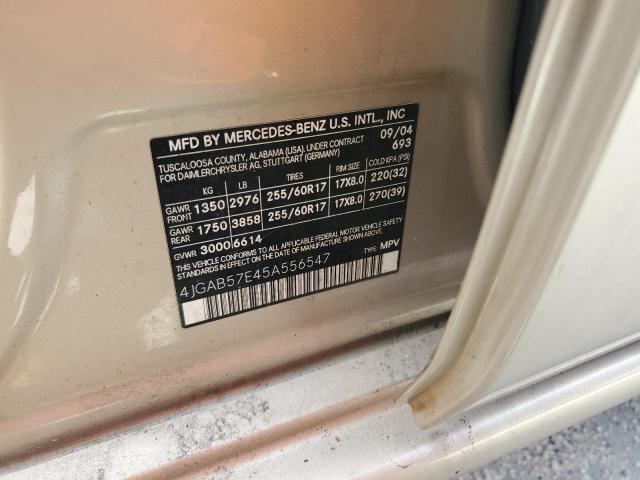 MFD BY MERCEDES-BENZ U.S. INTL., INC
TUSCALOOSA COUNTY, ALABAMA (USA). UNDER CONTRACT 09/04
FOR DAIMLERCHRYSLER AG, STUTTGART (GERMANY) 693
KG LB TIRES RIM SIZE COLD KPA (PSI)
GAWR FRONT 1350 2976 255/60R17 17X8.0 220(32)
GAWR REAR 1750 3858 255/60R17 17X8.0 270(39)
GVWR 3000 6614
THIS VEHICLE CONFORMS TO ALL APPLICABLE FEDERAL MOTOR VEHICLE SAFETY
STANDARDS IN EFFECT ON THE DATE OF MANUFACTURE SHOWN ABOVE.
4JGAB57E45A556547 TYPE: MPV